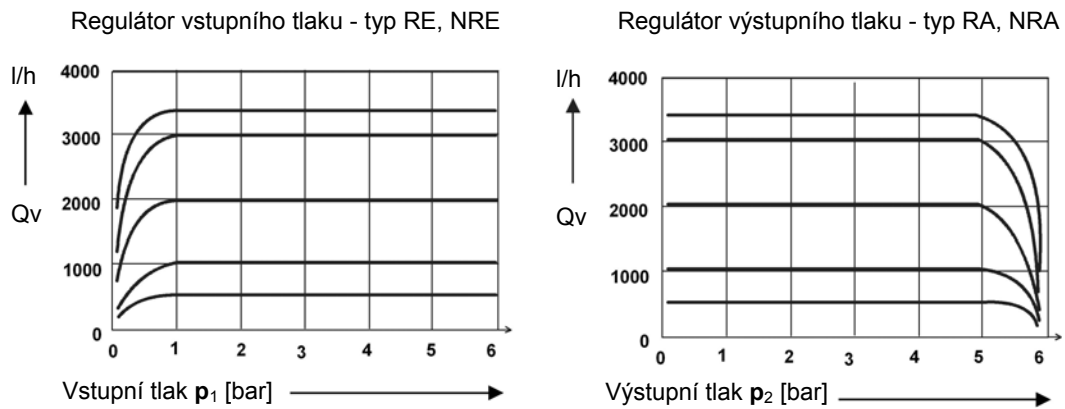 Regulátor vstupního tlaku - typ RE, NRE
l/h
Qv
4000
3000
2000
1000
0
0 1 2 3 4 5 6
Vstupní tlak p₁ [bar]
Regulátor výstupního tlaku - typ RA, NRA
l/h
Qv
4000
3000
2000
1000
0
0 1 2 3 4 5 6
Výstupní tlak p₂ [bar]